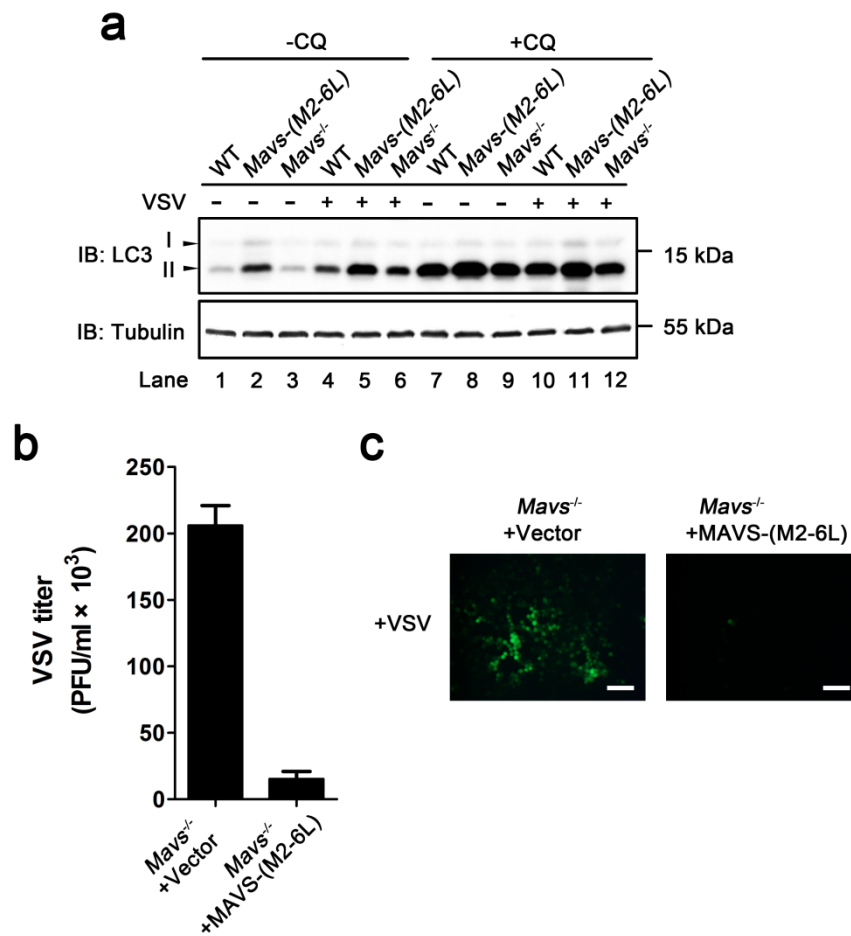 a
-CQ +CQ
WT Mavs-(M2-6L) Mavs-/- WT Mavs-(M2-6L) Mavs-/- WT Mavs-(M2-6L) Mavs-/- WT Mavs-(M2-6L) Mavs-/-
VSV - - - + + + - - - + + +
IB: LC3
I
II
15 kDa
IB: Tubulin
55 kDa
Lane 1 2 3 4 5 6 7 8 9 10 11 12
b
VSV titer
(PFU/ml × 10³)
250
200
150
100
50
0
Mavs-/-
+Vector
Mavs-/-
+MAVS-(M2-6L)
c
Mavs-/-
+Vector
Mavs-/-
+MAVS-(M2-6L)
+VSV